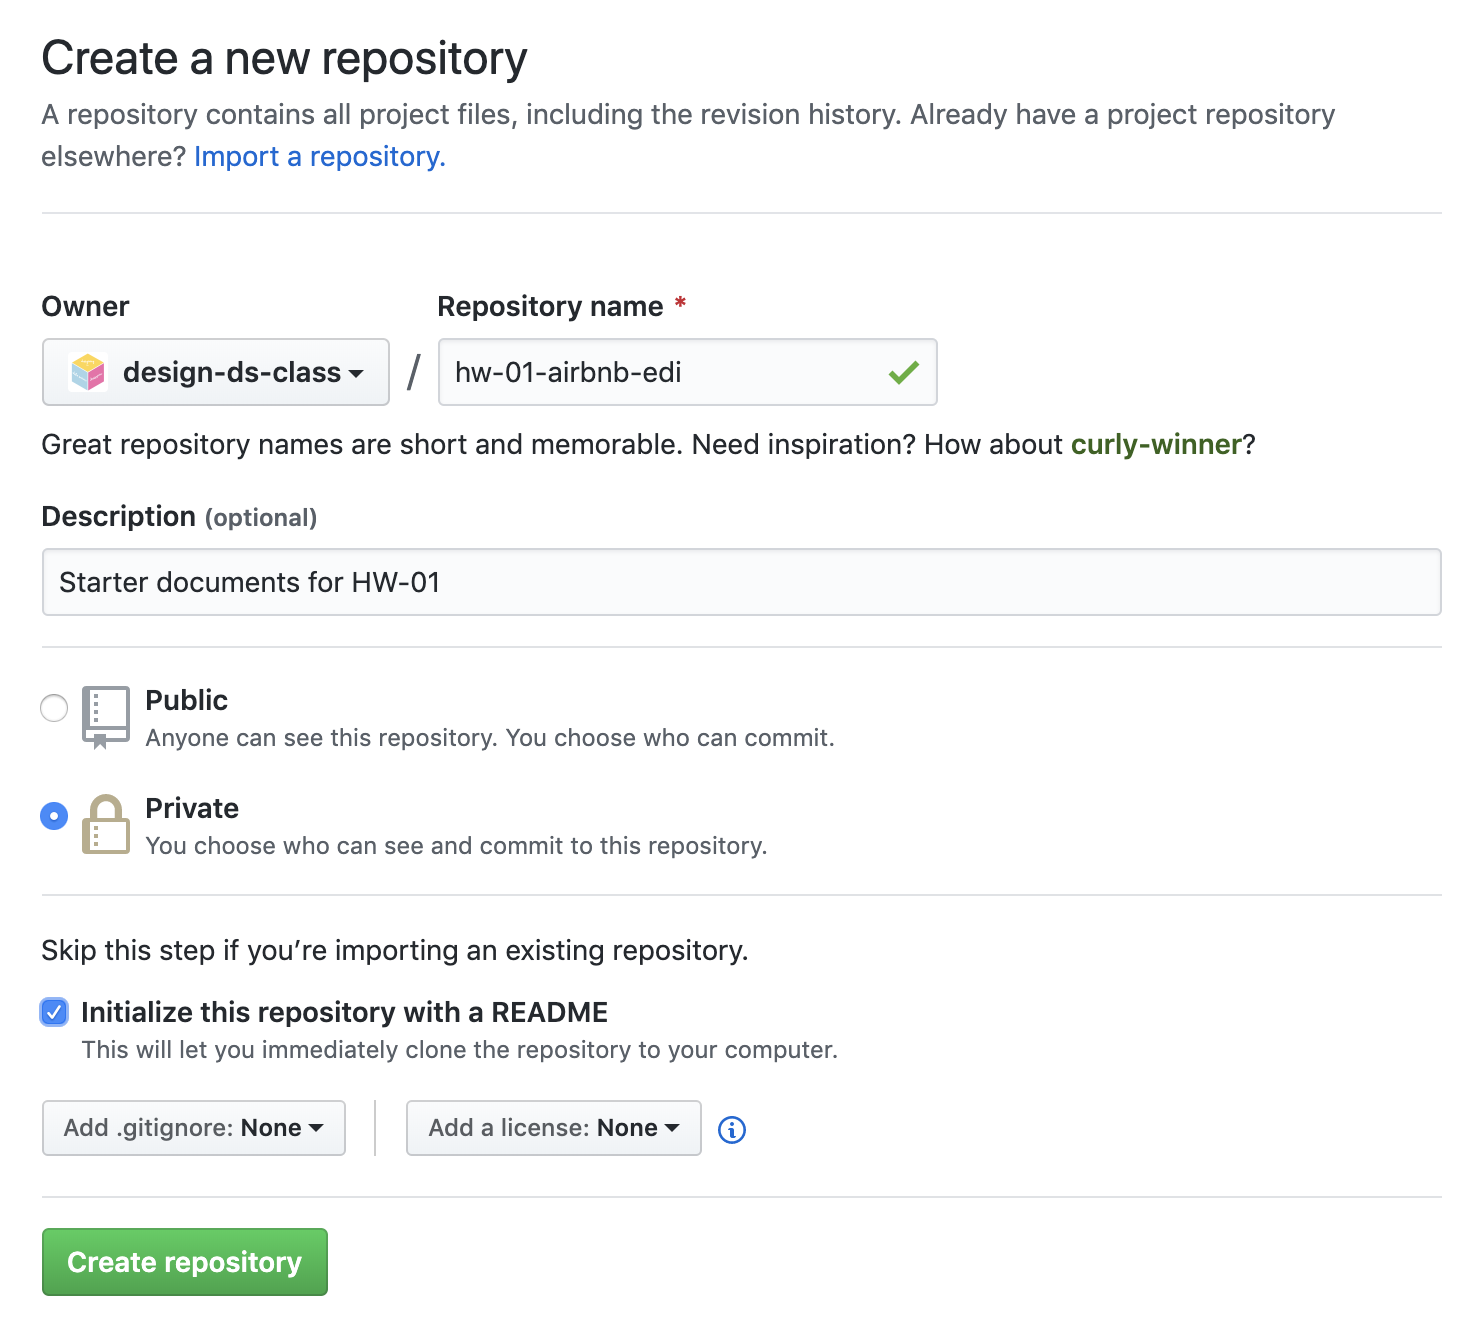 Create a new repository
A repository contains all project files, including the revision history. Already have a project repository
elsewhere? Import a repository.
Owner
Repository name *
design-ds-class
/
hw-01-airbnb-edi
Great repository names are short and memorable. Need inspiration? How about curly-winner?
Description (optional)
Starter documents for HW-01
Public
Anyone can see this repository. You choose who can commit.
Private
You choose who can see and commit to this repository.
Skip this step if you’re importing an existing repository.
Initialize this repository with a README
This will let you immediately clone the repository to your computer.
Add .gitignore: None
Add a license: None
Create repository